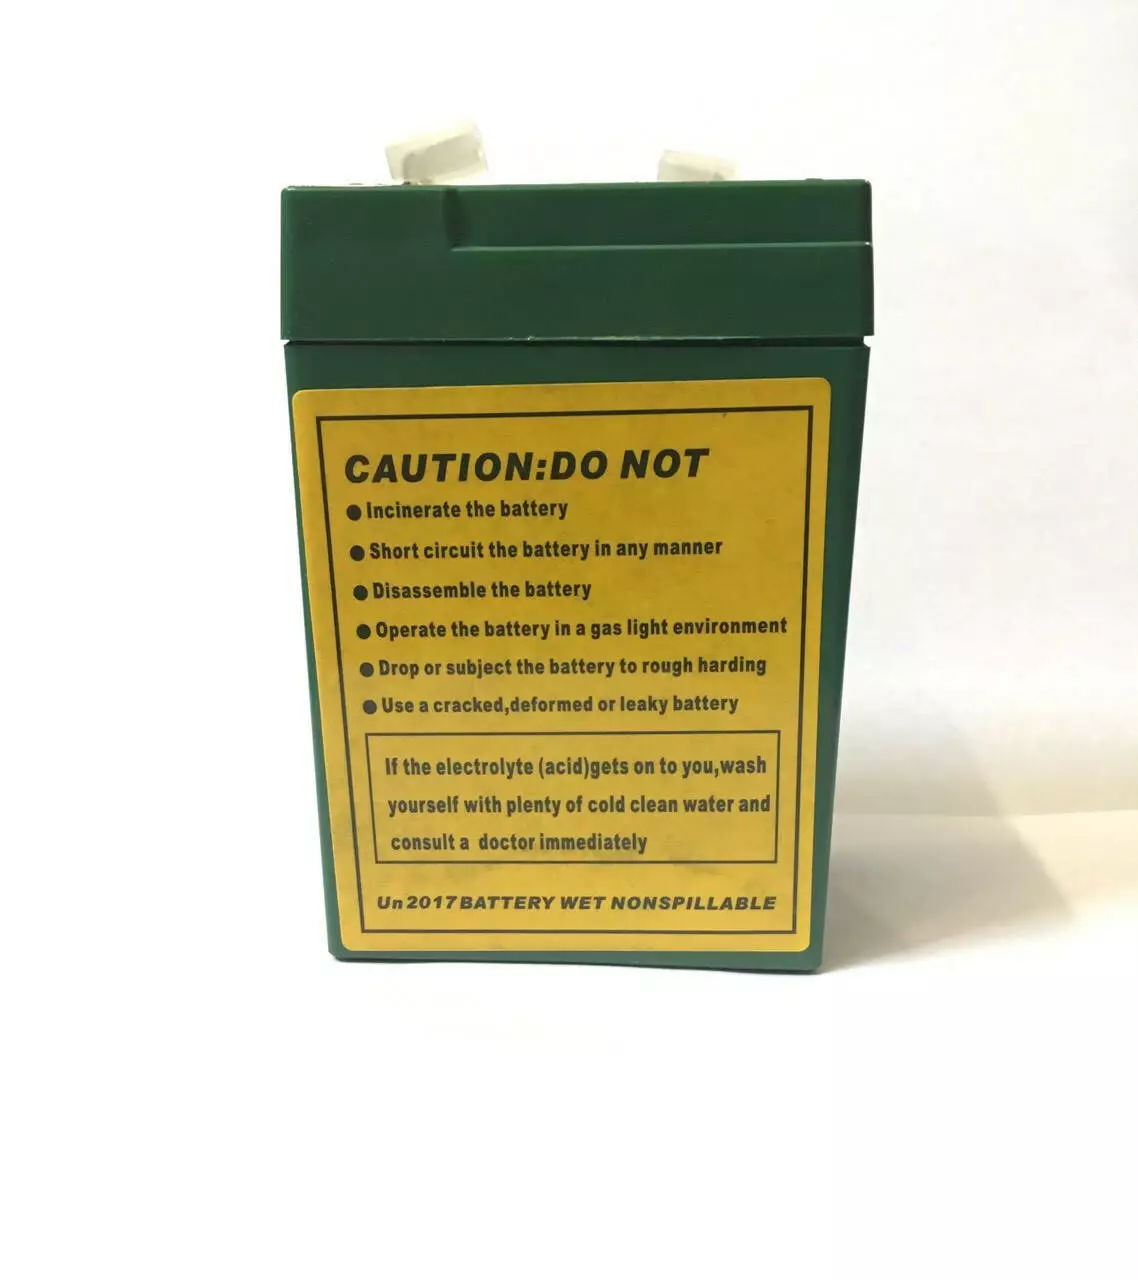 CAUTION:DO NOT
● Incinerate the battery
● Short circuit the battery in any manner
● Disassemble the battery
● Operate the battery in a gas light environment
● Drop or subject the battery to rough harding
● Use a cracked,deformed or leaky battery
If the electrolyte (acid)gets on to you,wash
yourself with plenty of cold clean water and
consult a doctor immediately
Un2017BATTERY WET NONSPILLABLE